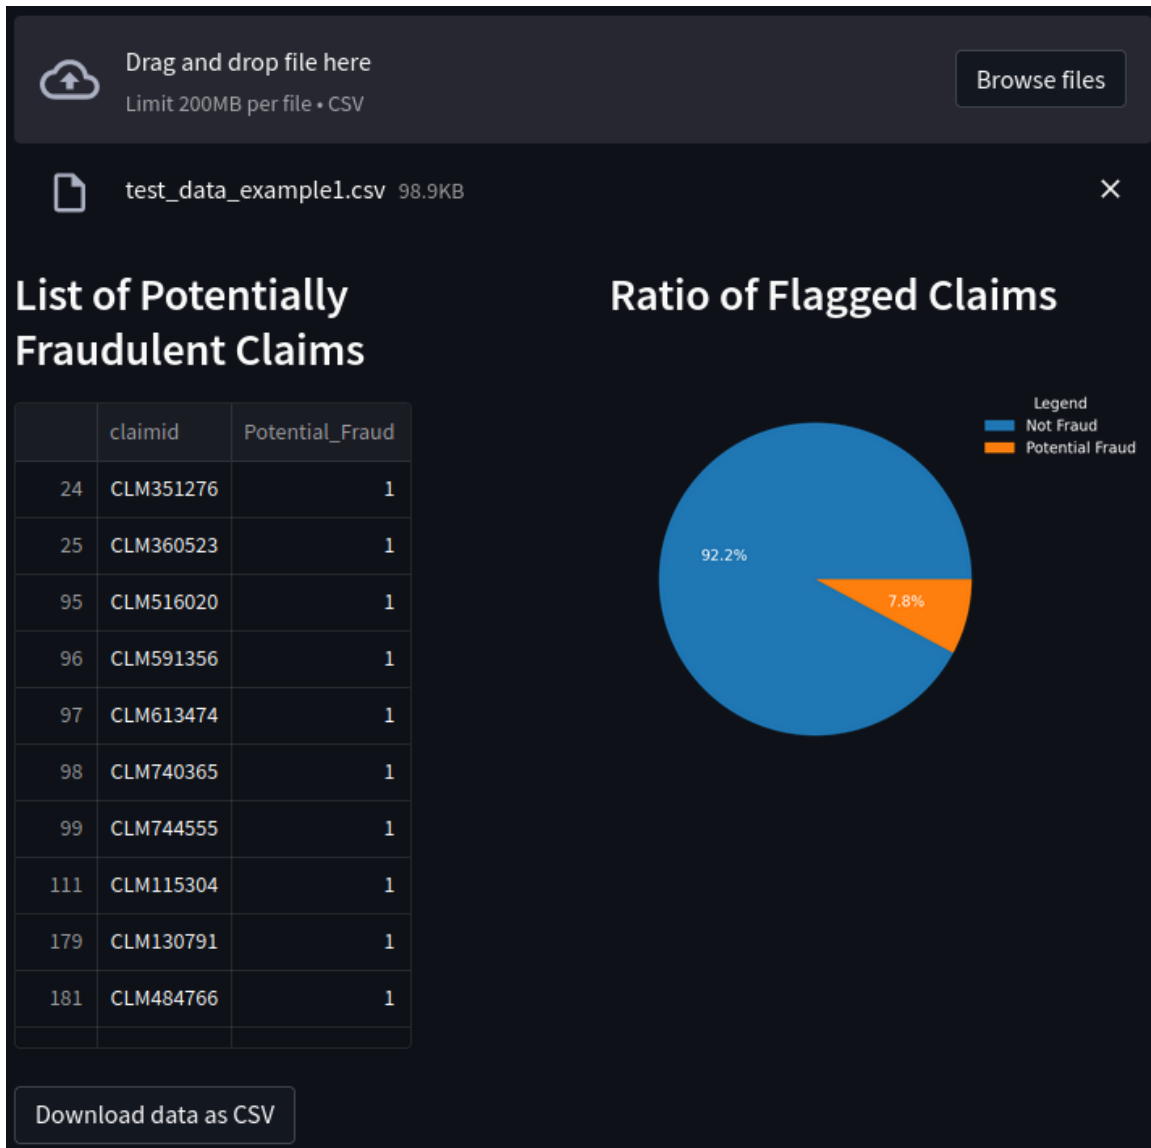 Drag and drop file here
Limit 200MB per file • CSV
Browse files
test_data_example1.csv 98.9KB
List of Potentially
Fraudulent Claims
claimid Potential_Fraud
24 CLM351276 1
25 CLM360523 1
95 CLM516020 1
96 CLM591356 1
97 CLM613474 1
98 CLM740365 1
99 CLM744555 1
111 CLM115304 1
179 CLM130791 1
181 CLM484766 1
Download data as CSV
Ratio of Flagged Claims
Legend
Not Fraud
Potential Fraud
92.2%
7.8%